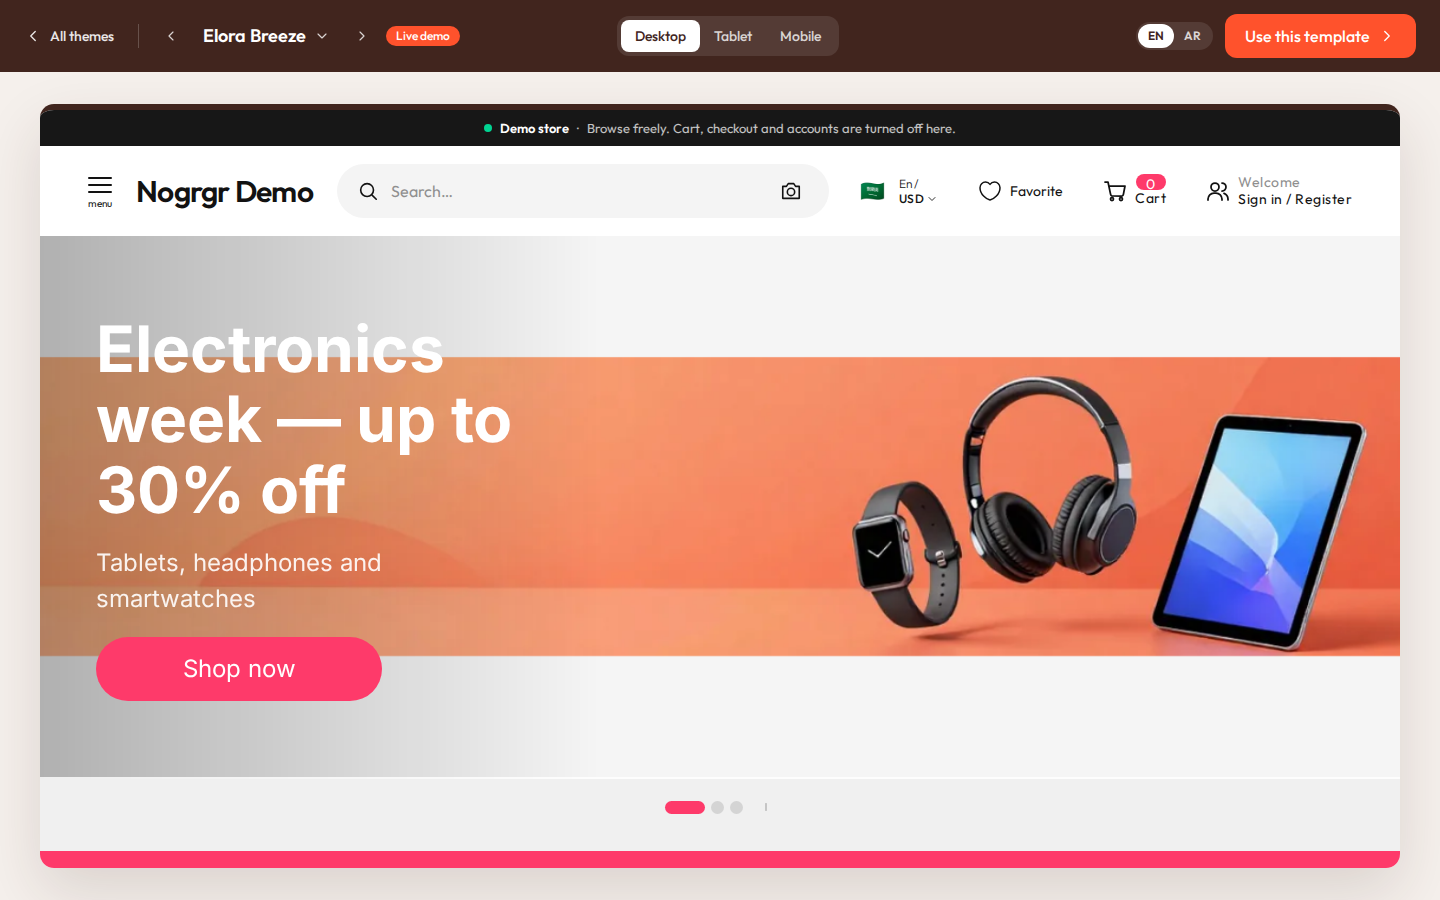 All themes
Elora Breeze
Live demo
Desktop
Tablet
Mobile
EN
AR
Use this template
Demo store · Browse freely. Cart, checkout and accounts are turned off here.
menu
Nogrgr Demo
Search...
En/
USD
Favorite
0
Cart
Welcome
Sign in / Register
Electronics
week — up to
30% off
Tablets, headphones and
smartwatches
Shop now